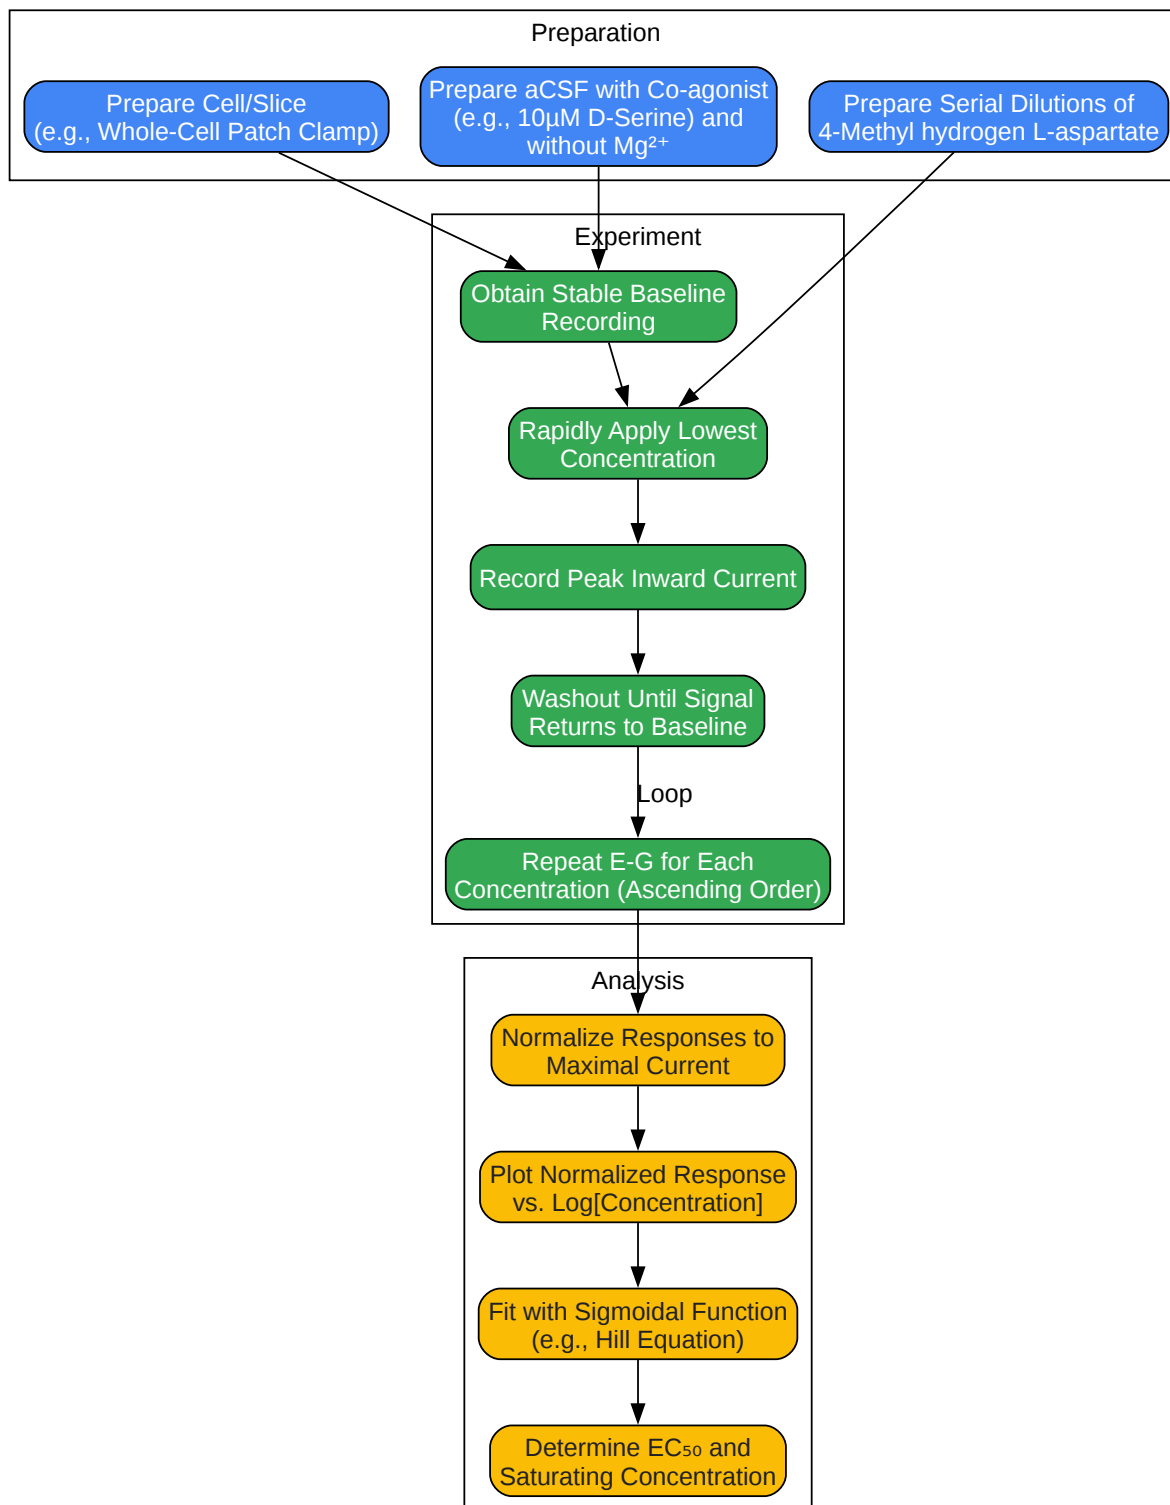 Preparation
Prepare Cell/Slice
(e.g., Whole-Cell Patch Clamp)
Prepare aCSF with Co-agonist
(e.g., 10µM D-Serine) and
without Mg²⁺
Prepare Serial Dilutions of
4-Methyl hydrogen L-aspartate
Experiment
Obtain Stable Baseline
Recording
Rapidly Apply Lowest
Concentration
Record Peak Inward Current
Washout Until Signal
Returns to Baseline
Loop
Repeat E-G for Each
Concentration (Ascending Order)
Analysis
Normalize Responses to
Maximal Current
Plot Normalized Response
vs. Log[Concentration]
Fit with Sigmoidal Function
(e.g., Hill Equation)
Determine EC₅₀ and
Saturating Concentration